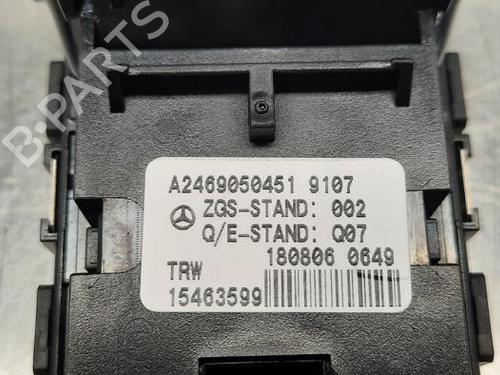 B-PARTS
A2469050451 9107
ZGS-STAND: 002
Q/E-STAND: Q07
180806 0649
TRW
15463599